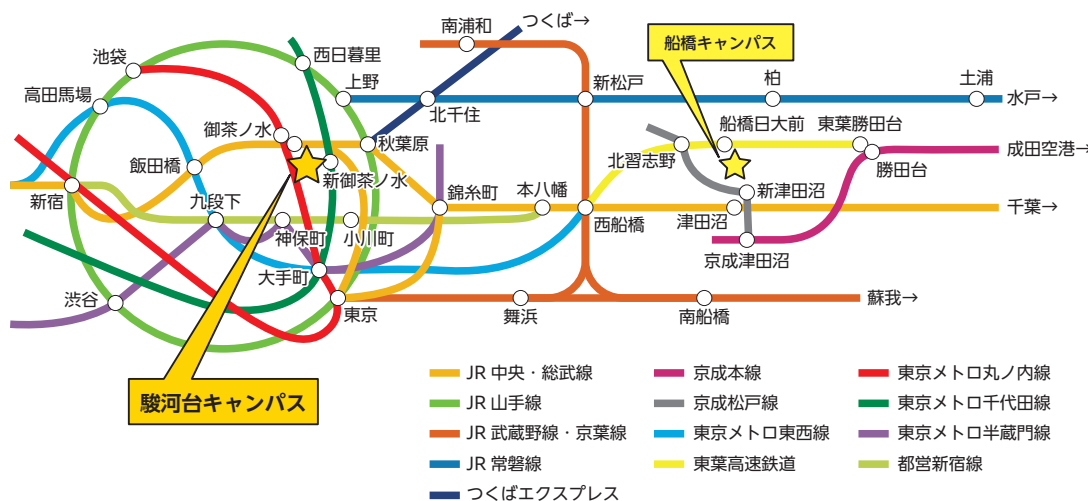 つくば→
南浦和
船橋キャンパス
西日暮里
池袋
上野
新松戸
柏
土浦
高田馬場
北千住
水戸→
御茶ノ水
秋葉原
船橋日大前
東葉勝田台
成田空港→
飯田橋
北習志野
勝田台
新御茶ノ水
錦糸町
本八幡
新津田沼
新宿
九段下
神保町
小川町
西船橋
津田沼
千葉→
大手町
京成津田沼
渋谷
東京
舞浜
南船橋
蘇我→
駿河台キャンパス
JR 中央・総武線
JR 山手線
JR 武蔵野線・京葉線
JR 常磐線
つくばエクスプレス
京成本線
京成松戸線
東京メトロ東西線
東葉高速鉄道
東京メトロ丸ノ内線
東京メトロ千代田線
東京メトロ半蔵門線
都営新宿線